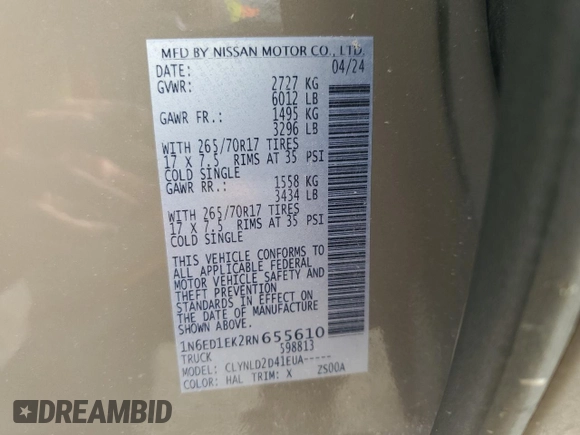 MFD BY NISSAN MOTOR CO., LTD.
DATE: 04/24
GVWR: 2727 KG
6012 LB
GAWR FR.: 1495 KG
3296 LB
WITH 265/70R17 TIRES
17 X 7.5 RIMS AT 35 PSI
COLD SINGLE
GAWR RR.: 1558 KG
3434 LB
WITH 265/70R17 TIRES
17 X 7.5 RIMS AT 35 PSI
COLD SINGLE
THIS VEHICLE CONFORMS TO
ALL APPLICABLE FEDERAL
MOTOR VEHICLE SAFETY AND
THEFT PREVENTION
STANDARDS IN EFFECT ON
THE DATE OF MANUFACTURE
SHOWN ABOVE.
1N6ED1EK2RN655610
TRUCK 598813
MODEL: CLYNLD2D41EUA-----
COLOR: HAL TRIM: X ZS00A
DREAMBID